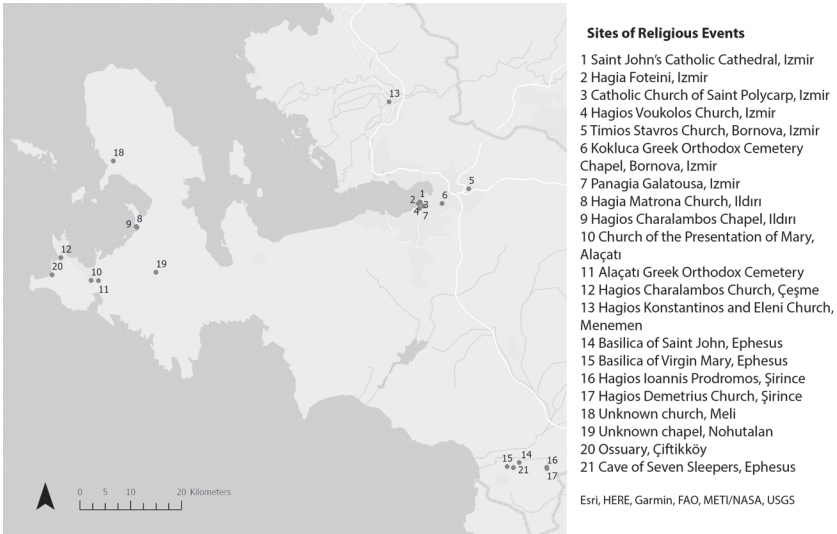 Sites of Religious Events
1 Saint John's Catholic Cathedral, Izmir
2 Hagia Foteini, Izmir
3 Catholic Church of Saint Polycarp, Izmir
4 Hagios Voukolos Church, Izmir
5 Timios Stavros Church, Bornova, Izmir
6 Kokluca Greek Orthodox Cemetery
Chapel, Bornova, Izmir
7 Panagia Galatousa, Izmir
8 Hagia Matrona Church, Ildırı
9 Hagios Charalambos Chapel, Ildırı
10 Church of the Presentation of Mary,
Alaçatı
11 Alaçatı Greek Orthodox Cemetery
12 Hagios Charalambos Church, Çeşme
13 Hagios Konstantinos and Eleni Church,
Menemen
14 Basilica of Saint John, Ephesus
15 Basilica of Virgin Mary, Ephesus
16 Hagios Ioannis Prodromos, Şirince
17 Hagios Demetrius Church, Şirince
18 Unknown church, Meli
19 Unknown chapel, Nohutalan
20 Ossuary, Çiftikköy
21 Cave of Seven Sleepers, Ephesus
Esri, HERE, Garmin, FAO, METI/NASA, USGS
13
18
5
1
2
6
3
4
7
8
9
12
20
19
10
11
14
15
21
16
17
0 5 10 20 Kilometers